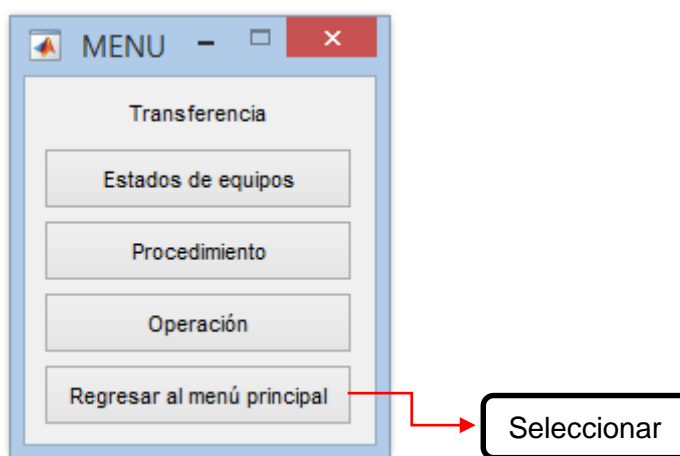 MENU
Transferencia
Estados de equipos
Procedimiento
Operación
Regresar al menú principal
Seleccionar